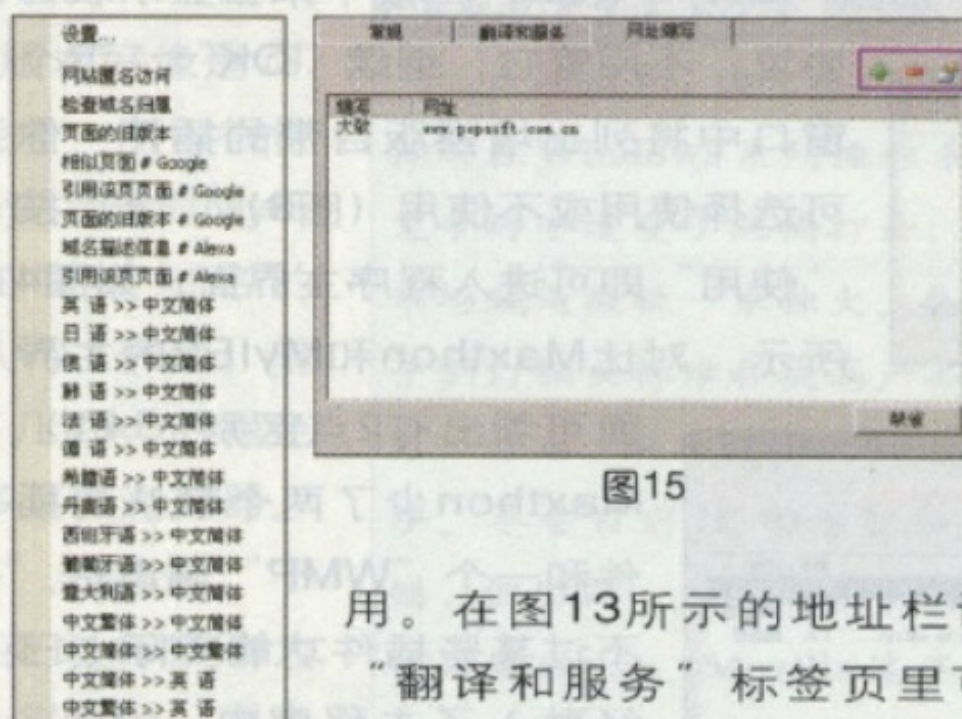 设置...
网站匿名访问
检查域名归属
页面的旧版本
相似页面 # Google
引用该页页面 # Google
页面的旧版本 # Google
域名描述信息 # Alexa
引用该页页面 # Alexa
英 语 >> 中文简体
日 语 >> 中文简体
俄 语 >> 中文简体
韩 语 >> 中文简体
法 语 >> 中文简体
德 语 >> 中文简体
希腊语 >> 中文简体
丹麦语 >> 中文简体
西班牙语 >> 中文简体
葡萄牙语 >> 中文简体
意大利语 >> 中文简体
中文繁体 >> 中文简体
中文简体 >> 中文繁体
中文简体 >> 英 语
中文繁体 >> 英 语
常规 翻译和服务 网址缩写
缩写 网址
大软 www.popsoft.com.cn
缺省
图15
用。在图13所示的地址栏
“翻译和服务”标签页里